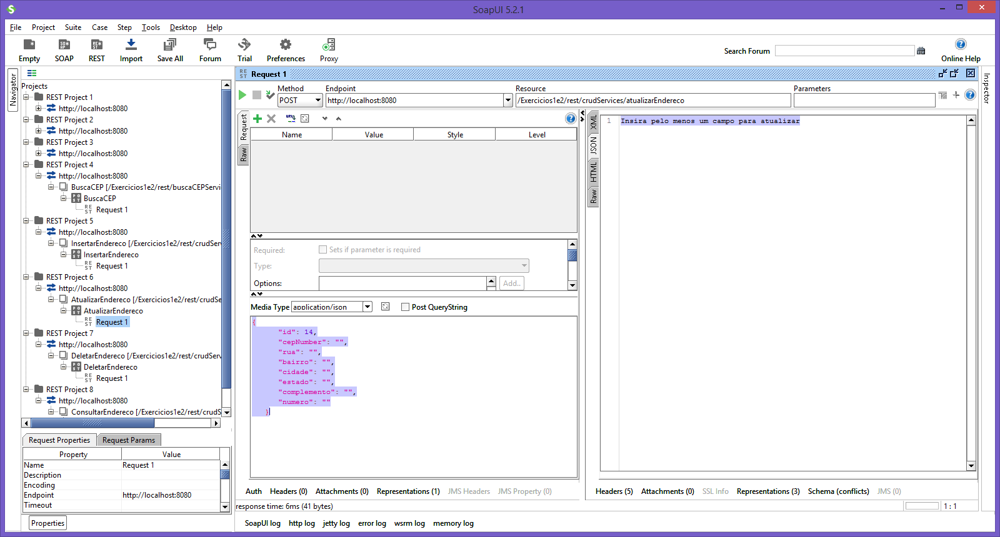 SoapUI 5.2.1
File Project Suite Case Step Tools Desktop Help
Empty SOAP REST Import Save All Forum Trial Preferences Proxy Search Forum Online Help
Navigator
Projects
REST Project 1
http://localhost:8080
REST Project 2
http://localhost:8080
REST Project 3
http://localhost:8080
REST Project 4
http://localhost:8080
BuscaCEP [/Exercicios1e2/rest/buscaCEPServi
BuscaCEP
Request 1
REST Project 5
http://localhost:8080
InsertarEndereco [/Exercicios1e2/rest/crudServ
InsertarEndereco
Request 1
REST Project 6
http://localhost:8080
AtualizarEndereco [/Exercicios1e2/rest/crudSe
AtualizarEndereco
Request 1
REST Project 7
http://localhost:8080
DeletarEndereco [/Exercicios1e2/rest/crudServ
DeletarEndereco
Request 1
REST Project 8
http://localhost:8080
ConsultarEndereco [/Exercicios1e2/rest/crudS
Request Properties Request Params
Property Value
Name Request 1
Description
Encoding
Endpoint http://localhost:8080
Timeout
Properties
Request 1
Method Endpoint Resource Parameters
POST http://localhost:8080 /Exercicios1e2/rest/crudServices/atualizarEndereco
Request
Raw
Name Value Style Level
Required: Sets if parameter is required
Type:
Options: Add..
Media Type application/json Post QueryString
{
"id": 14,
"cepNumber": "",
"rua": "",
"bairro": "",
"cidade": "",
"estado": "",
"complemento": "",
"numero": ""
}
Auth Headers (0) Attachments (0) Representations (1) JMS Headers JMS Property (0)
XML
JSON
HTML
Raw
1 Insira pelo menos um campo para atualizar
Headers (5) Attachments (0) SSL Info Representations (3) Schema (conflicts) JMS (0)
response time: 6ms (41 bytes)
1 : 1
SoapUI log http log jetty log error log wsrm log memory log
Inspector